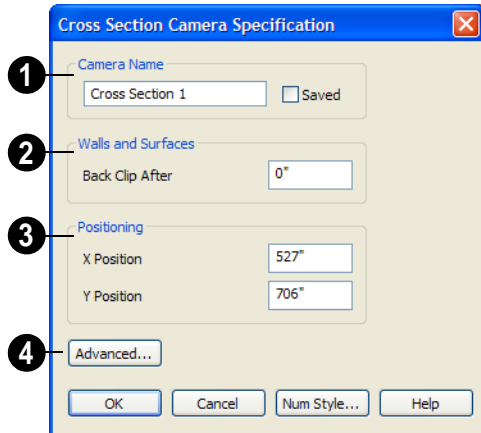 Cross Section Camera Specification
1
Camera Name
Cross Section 1 Saved
2
Walls and Surfaces
Back Clip After 0"
3
Positioning
X Position 527"
Y Position 706"
4
Advanced...
OK Cancel Num Style... Help